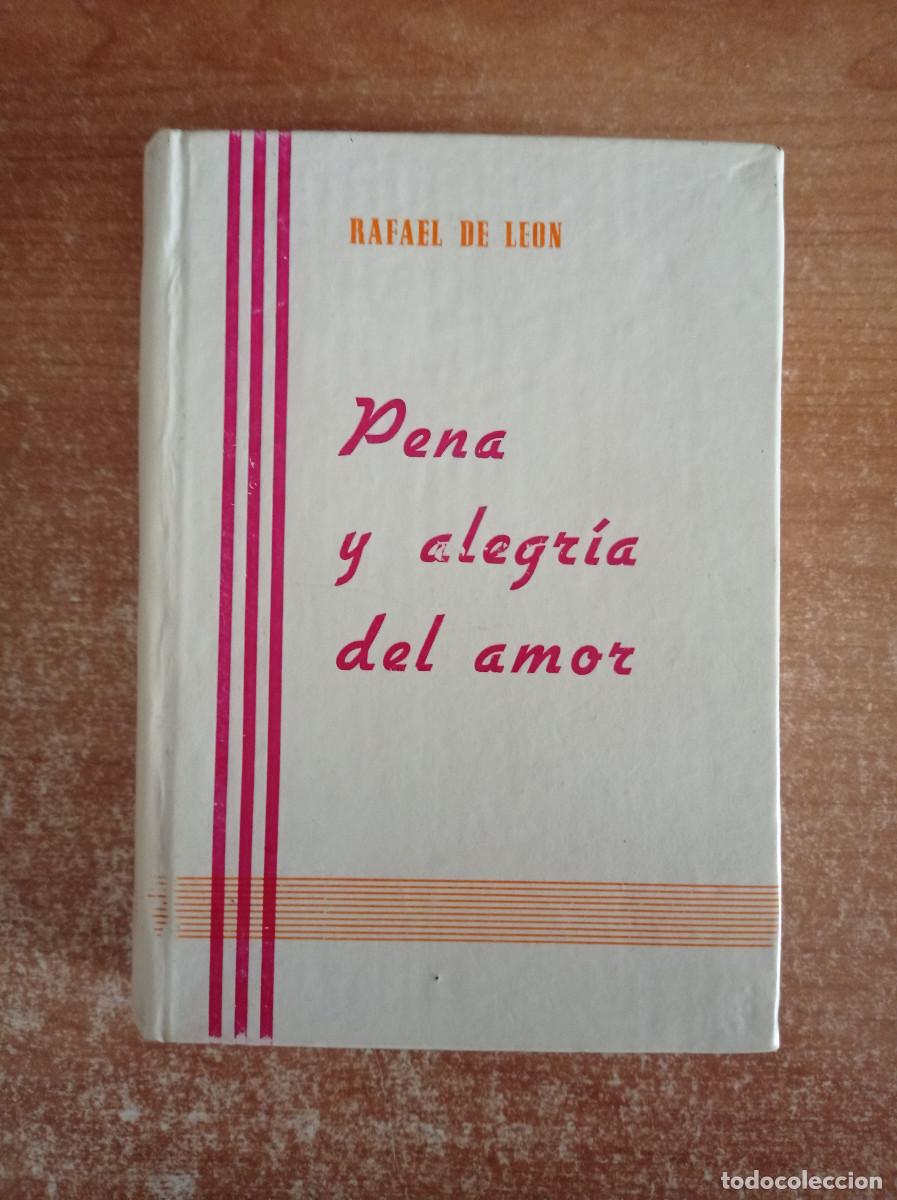 RAFAEL DE LEON
Pena
y alegría
del amor
todocoleccion